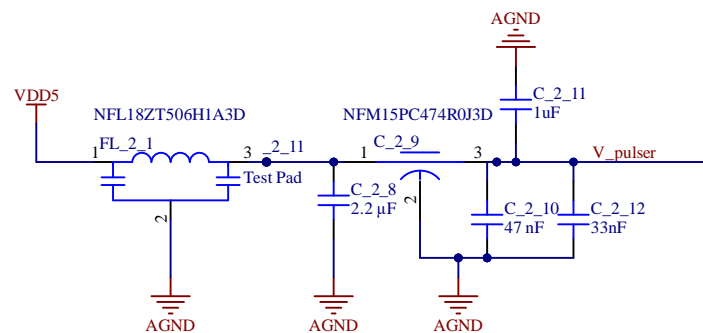 AGND
VDD5
NFL18ZT506H1A3D
NFM15PC474R0J3D
C_2_11
1uF
FL_2_1
C_2_9
1
3
_2_11
1
3
V_pulser
Test Pad
C_2_8
2.2 µF
2
2
C_2_10
47 nF
C_2_12
33nF
AGND
AGND
AGND